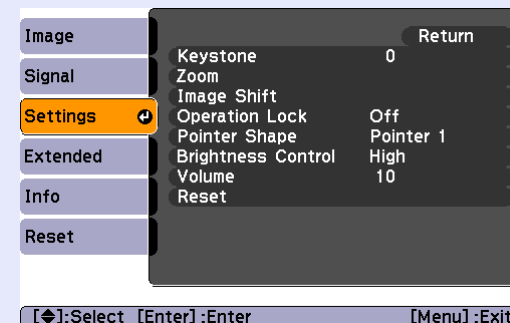 Image
Signal
Settings
Extended
Info
Reset
Return
Keystone 0
Zoom
Image Shift
Operation Lock Off
Pointer Shape Pointer 1
Brightness Control High
Volume 10
Reset
[]:Select [Enter]:Enter [Menu]:Exit